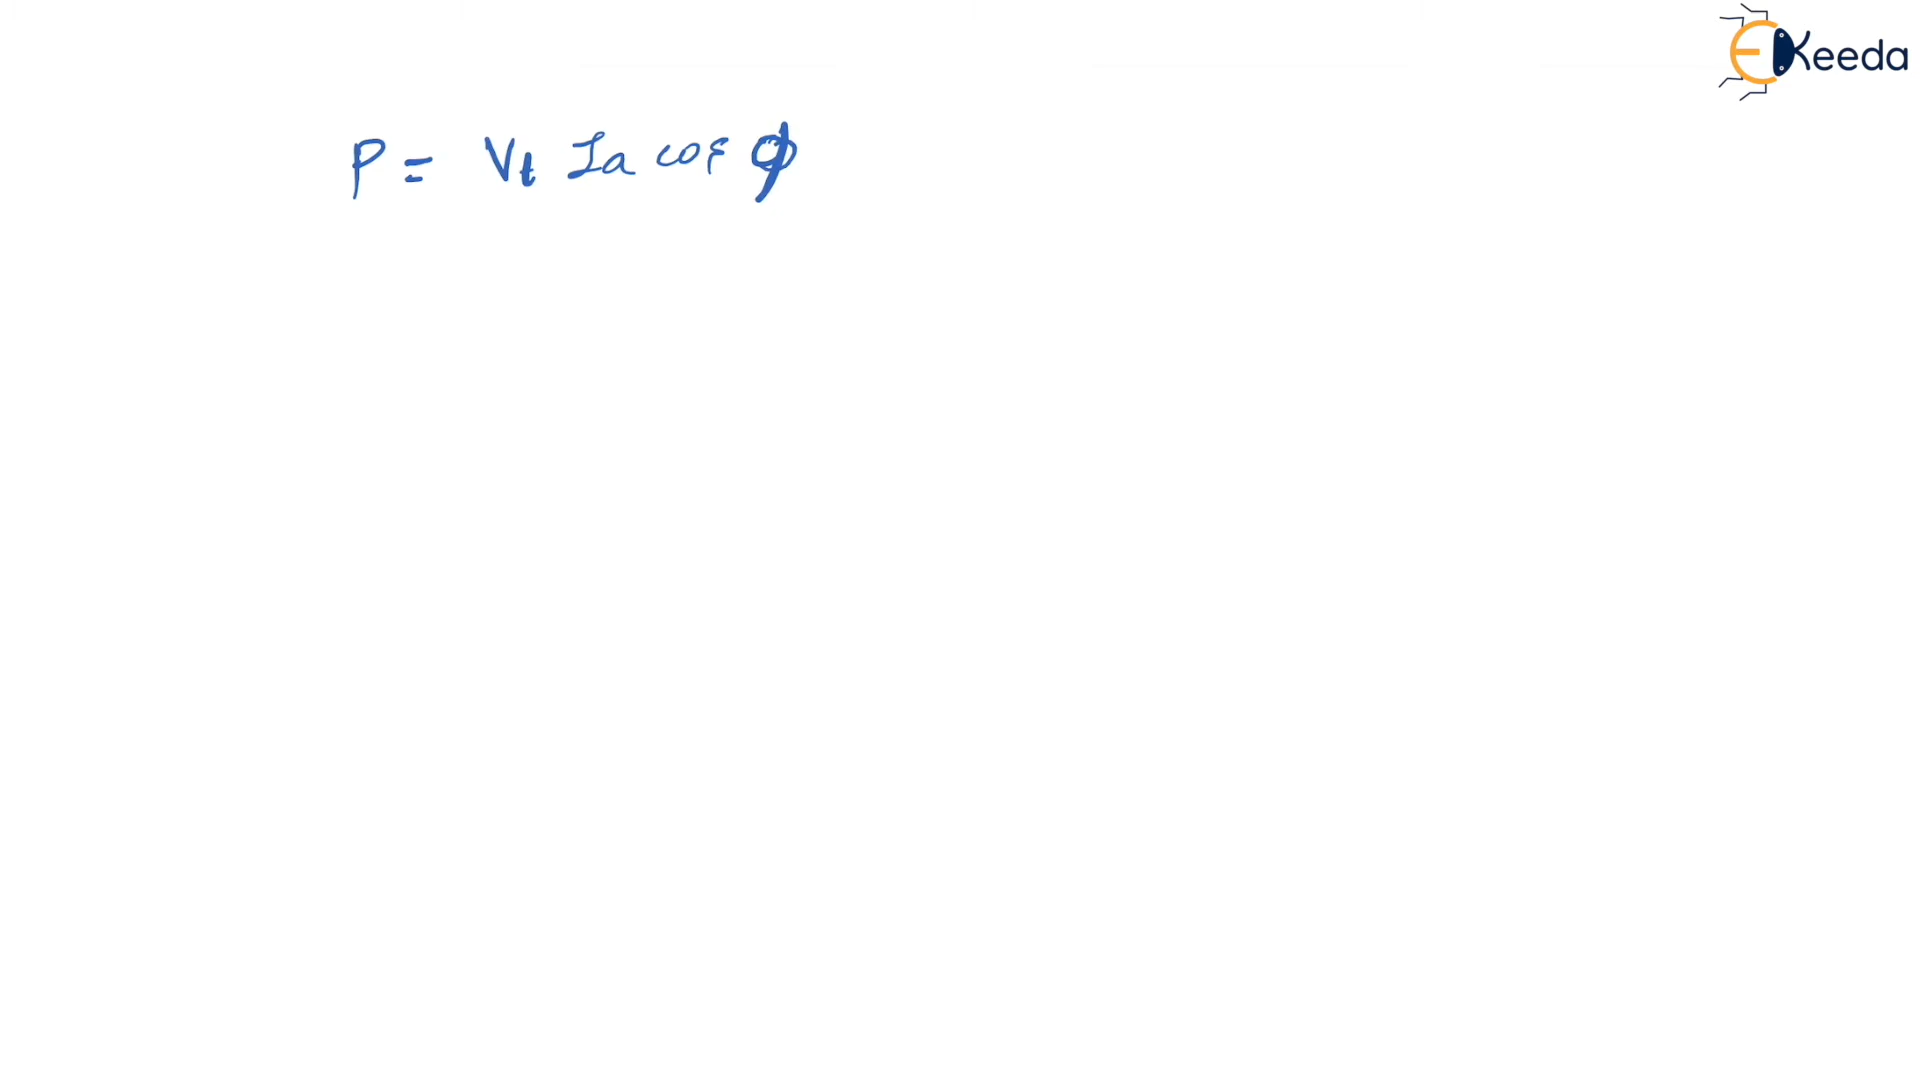 EKeeda
P = Vt Ia cos φ